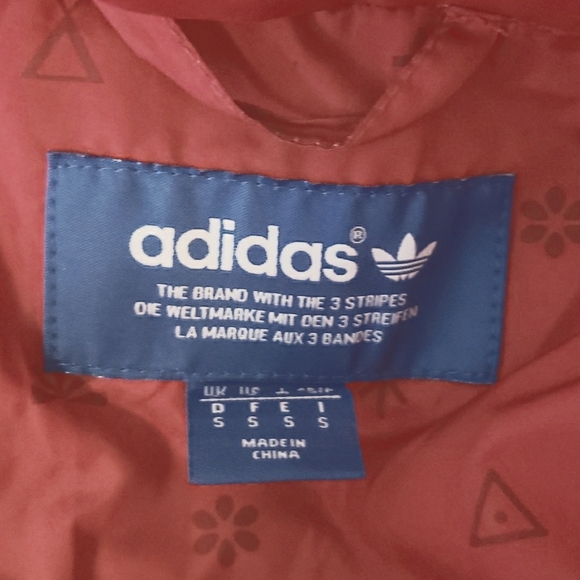 adidas®
THE BRAND WITH THE 3 STRIPES
DIE WELTMARKE MIT DEN 3 STREIFEN
LA MARQUE AUX 3 BANDES
D F E I
S S S S
MADE IN
CHINA